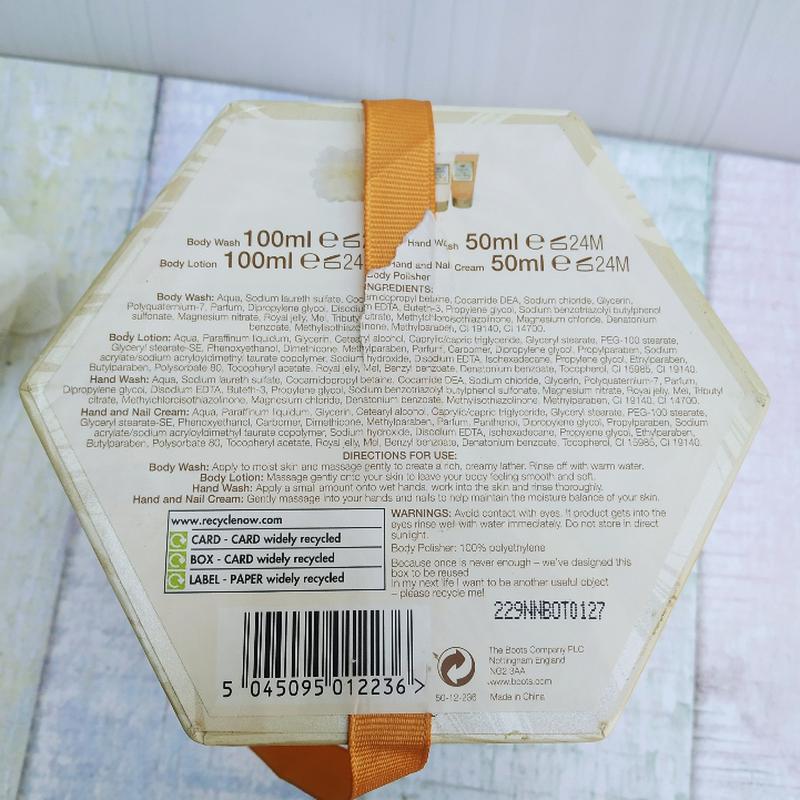 Body Wash 100ml ℮ 2 Hand Wash 50ml ℮ 24M
Body Lotion 100ml ℮ 24 Hand and Nail Cream 50ml ℮ 24M
Body Polisher
INGREDIENTS:
Body Wash: Aqua, Sodium laureth sulfate, Cocamidopropyl betaine, Cocamide DEA, Sodium chloride, Glycerin,
Polyquaternium-7, Parfum, Dipropylene glycol, Disodium EDTA, Buteth-3, Propylene glycol, Sodium benzotriazolyl butylphenol
sulfonate, Magnesium nitrate, Royal jelly, Mel, Tributyl citrate, Methylchloroisothiazolinone, Magnesium chloride, Denatonium
benzoate, Methylisothiazolinone, Methylparaben, CI 19140, CI 14700.
Body Lotion: Aqua, Paraffinum liquidum, Glycerin, Cetearyl alcohol, Caprylic/capric triglyceride, Glyceryl stearate, PEG-100 stearate,
Glyceryl stearate-SE, Phenoxyethanol, Dimethicone, Methylparaben, Parfum, Carbomer, Dipropylene glycol, Propylparaben, Sodium
acrylate/sodium acryloyldimethyl taurate copolymer, Sodium hydroxide, Disodium EDTA, Isohexadecane, Ethylparaben,
Butylparaben, Polysorbate 80, Tocopheryl acetate, Royal jelly, Mel, Benzyl benzoate, Denatonium benzoate, Tocopherol, CI 15985, CI 19140.
Hand Wash: Aqua, Sodium laureth sulfate, Cocamidopropyl betaine, Cocamide DEA, Sodium chloride, Glycerin, Polyquaternium-7, Parfum,
Dipropylene glycol, Disodium EDTA, Buteth-3, Propylene glycol, Sodium benzotriazolyl butylphenol sulfonate, Magnesium nitrate, Royal jelly, Mel, Tributyl
citrate, Methylchloroisothiazolinone, Magnesium chloride, Denatonium benzoate, Methylisothiazolinone, Methylparaben, CI 19140, CI 14700.
Hand and Nail Cream: Aqua, Paraffinum liquidum, Glycerin, Cetearyl alcohol, Caprylic/capric triglyceride, Glyceryl stearate, PEG-100 stearate,
Glyceryl stearate-SE, Phenoxyethanol, Carbomer, Dimethicone, Methylparaben, Parfum, Panthenol, Dipropylene glycol, Propylparaben, Sodium
acrylate/sodium acryloyldimethyl taurate copolymer, Sodium hydroxide, Disodium EDTA, Isohexadecane, Ethylparaben,
Butylparaben, Polysorbate 80, Tocopheryl acetate, Royal jelly, Mel, Benzyl benzoate, Denatonium benzoate, Tocopherol, CI 15985, CI 19140.
DIRECTIONS FOR USE:
Body Wash: Apply to moist skin and massage gently to create a rich, creamy lather. Rinse off with warm water.
Body Lotion: Massage gently onto your skin to leave your body feeling smooth and soft.
Hand Wash: Apply a small amount onto wet hands, work into the skin and rinse thoroughly.
Hand and Nail Cream: Gently massage into your hands and nails to help maintain the moisture balance of your skin.
www.recyclenow.com
CARD - CARD widely recycled
BOX - CARD widely recycled
LABEL - PAPER widely recycled
WARNINGS: Avoid contact with eyes. If product gets into the
eyes rinse well with water immediately. Do not store in direct
sunlight.
Body Polisher: 100% polyethylene
Because once is never enough – we've designed this
box to be reused
In my next life I want to be another useful object
– please recycle me!
229NNBOT0127
5 045095 012236 >
50-12-236
The Boots Company PLC
Nottingham England
NG2 3AA
www.boots.com
Made in China